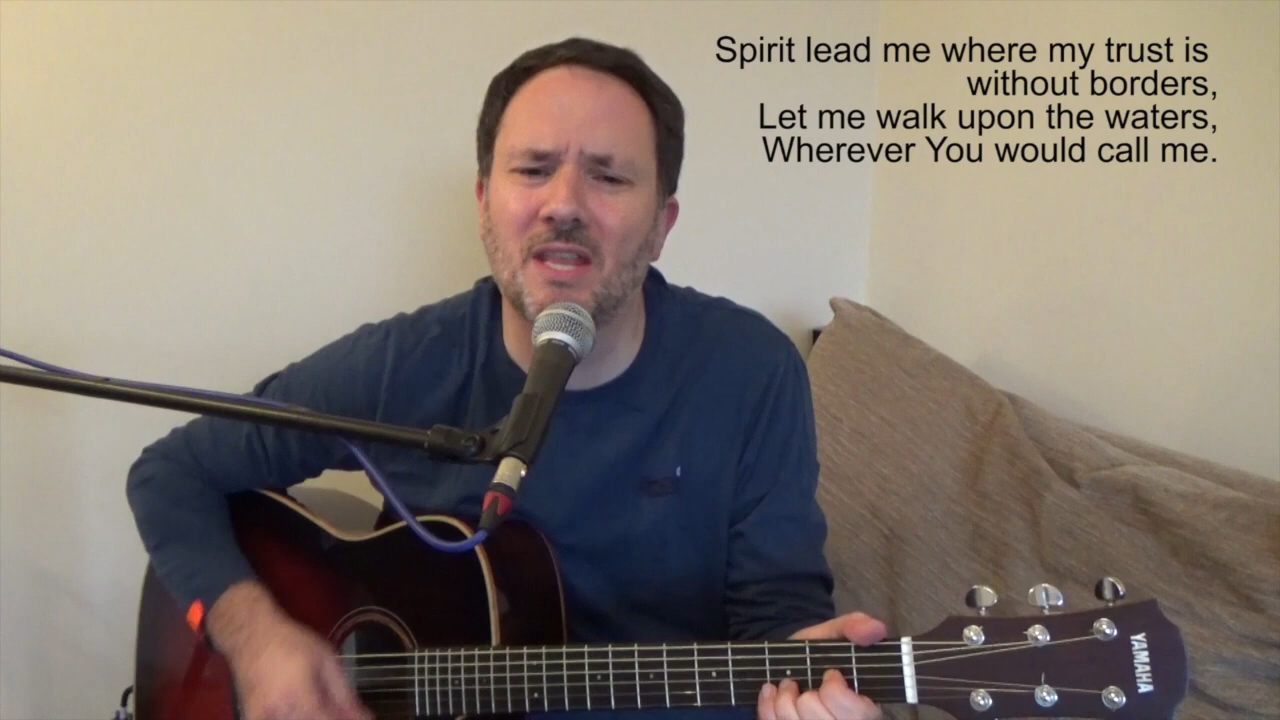 Spirit lead me where my trust is
without borders,
Let me walk upon the waters,
Wherever You would call me.
YAMAHA